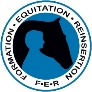 FORMATION - EQUITATION - REINSERTION
F•E•R